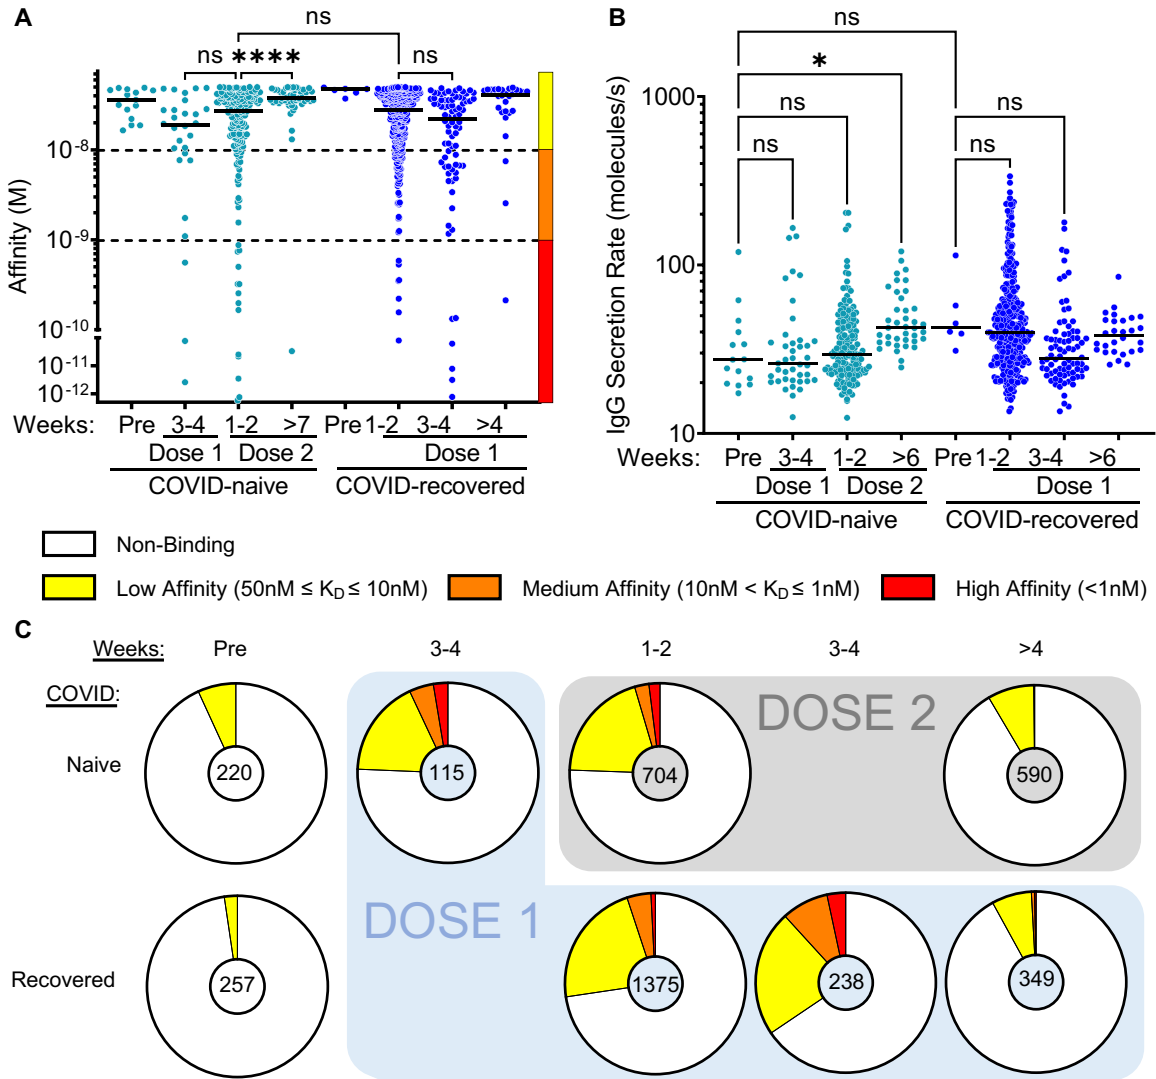 A
ns
ns
****
ns
Affinity (M)
10-8
10-9
10-10
10-11
10-12
Weeks: Pre 3-4 1-2 >7 Pre 1-2 3-4 >4
Dose 1 Dose 2 Dose 1
COVID-naive COVID-recovered
B
ns
*
ns
ns
ns
ns
IgG Secretion Rate (molecules/s)
1000
100
10
Weeks: Pre 3-4 1-2 >6 Pre 1-2 3-4 >6
Dose 1 Dose 2 Dose 1
COVID-naive COVID-recovered
Non-Binding
Low Affinity (50nM ≤ KD ≤ 10nM) Medium Affinity (10nM < KD ≤ 1nM) High Affinity (<1nM)
C
Weeks: Pre 3-4 1-2 3-4 >4
COVID:
Naive
220
115
704
DOSE 2
590
DOSE 1
Recovered
257
1375
238
349